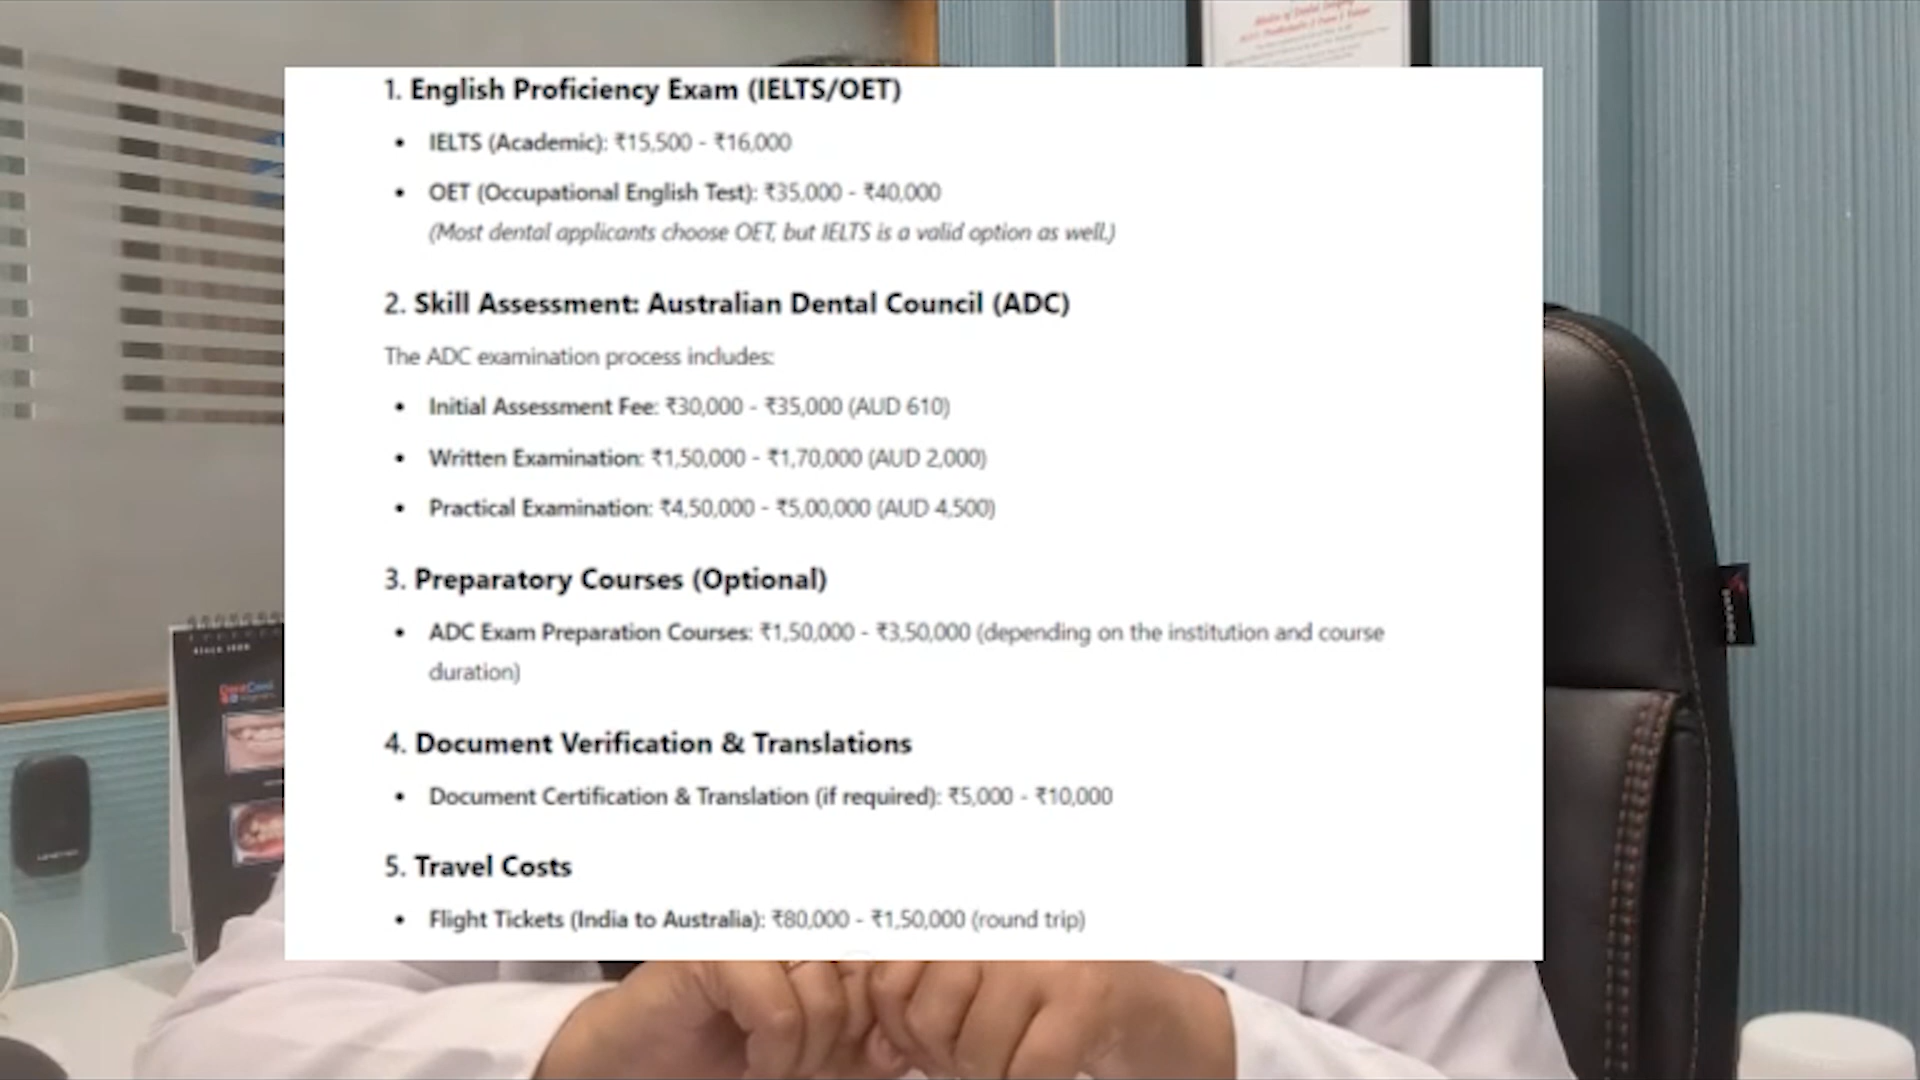 1. English Proficiency Exam (IELTS/OET)
• IELTS (Academic): ₹15,500 - ₹16,000
• OET (Occupational English Test): ₹35,000 - ₹40,000
(Most dental applicants choose OET, but IELTS is a valid option as well.)
2. Skill Assessment: Australian Dental Council (ADC)
The ADC examination process includes:
• Initial Assessment Fee: ₹30,000 - ₹35,000 (AUD 610)
• Written Examination: ₹1,50,000 - ₹1,70,000 (AUD 2,000)
• Practical Examination: ₹4,50,000 - ₹5,00,000 (AUD 4,500)
3. Preparatory Courses (Optional)
• ADC Exam Preparation Courses: ₹1,50,000 - ₹3,50,000 (depending on the institution and course
duration)
4. Document Verification & Translations
• Document Certification & Translation (if required): ₹5,000 - ₹10,000
5. Travel Costs
• Flight Tickets (India to Australia): ₹80,000 - ₹1,50,000 (round trip)